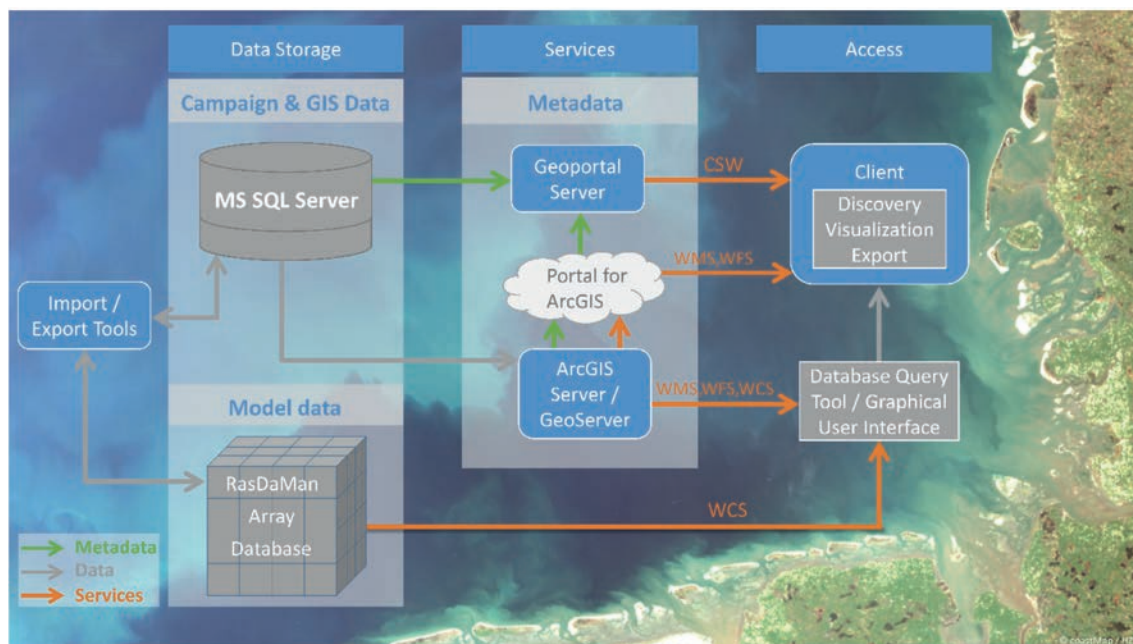 Data Storage
Services
Access
Campaign & GIS Data
Metadata
MS SQL Server
Geoportal
Server
CSW
Client
Discovery
Visualization
Export
WMS,WFS
Portal for
ArcGIS
Import /
Export Tools
ArcGIS
Server /
GeoServer
WMS,WFS,WCS
Database Query
Tool / Graphical
User Interface
Model data
RasDaMan
Array
Database
WCS
Metadata
Data
Services
© coastMap /